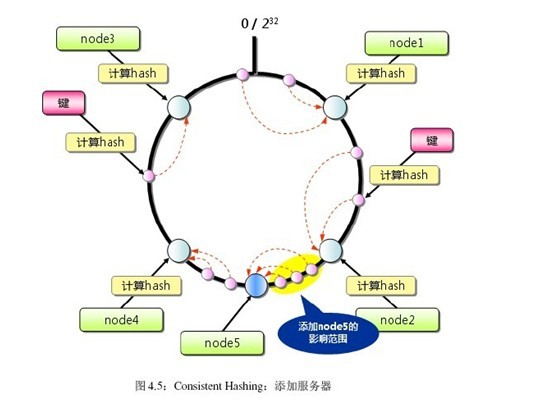 0 / 2³²
node3
node1
计算hash
计算hash
键
键
计算hash
计算hash
计算hash
计算hash
node4
node5
node2
添加node5的
影响范围
图 4.5：Consistent Hashing：添加服务器